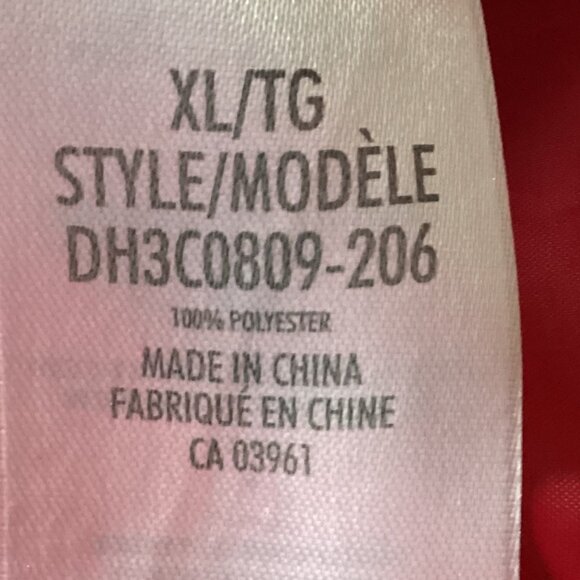 XL/TG
STYLE/MODÈLE
DH3C0809-206
100% POLYESTER
MADE IN CHINA
FABRIQUÉ EN CHINE
CA 03961